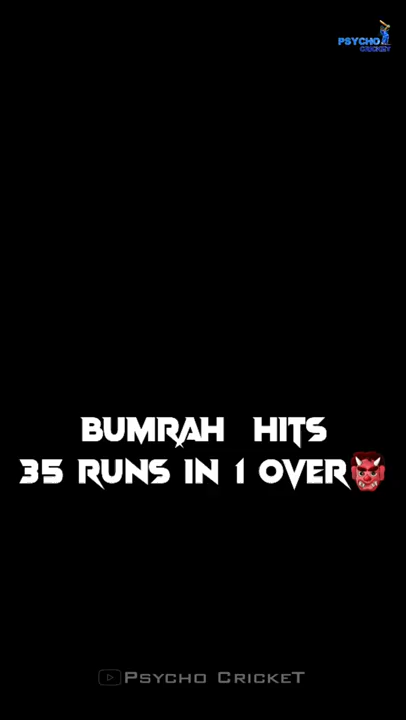 PSYCHO
CRICKET
BUMRAH HITS
35 RUNS IN 1 OVER👹
PSYCHO CRICKET